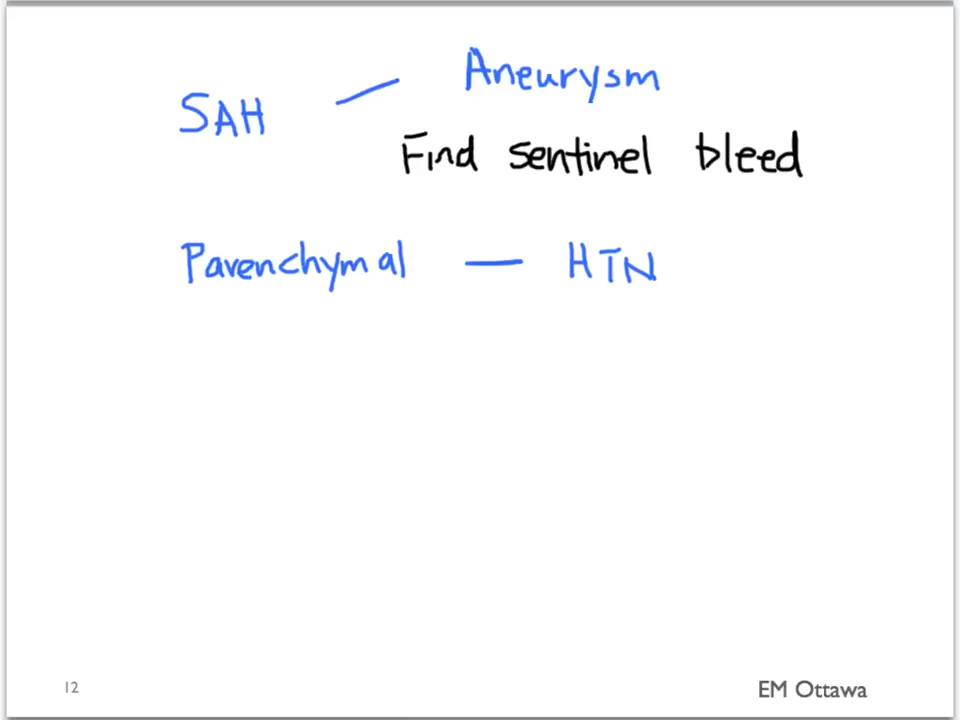 SAH — Aneurysm
Find sentinel bleed
Parenchymal — HTN
12
EM Ottawa